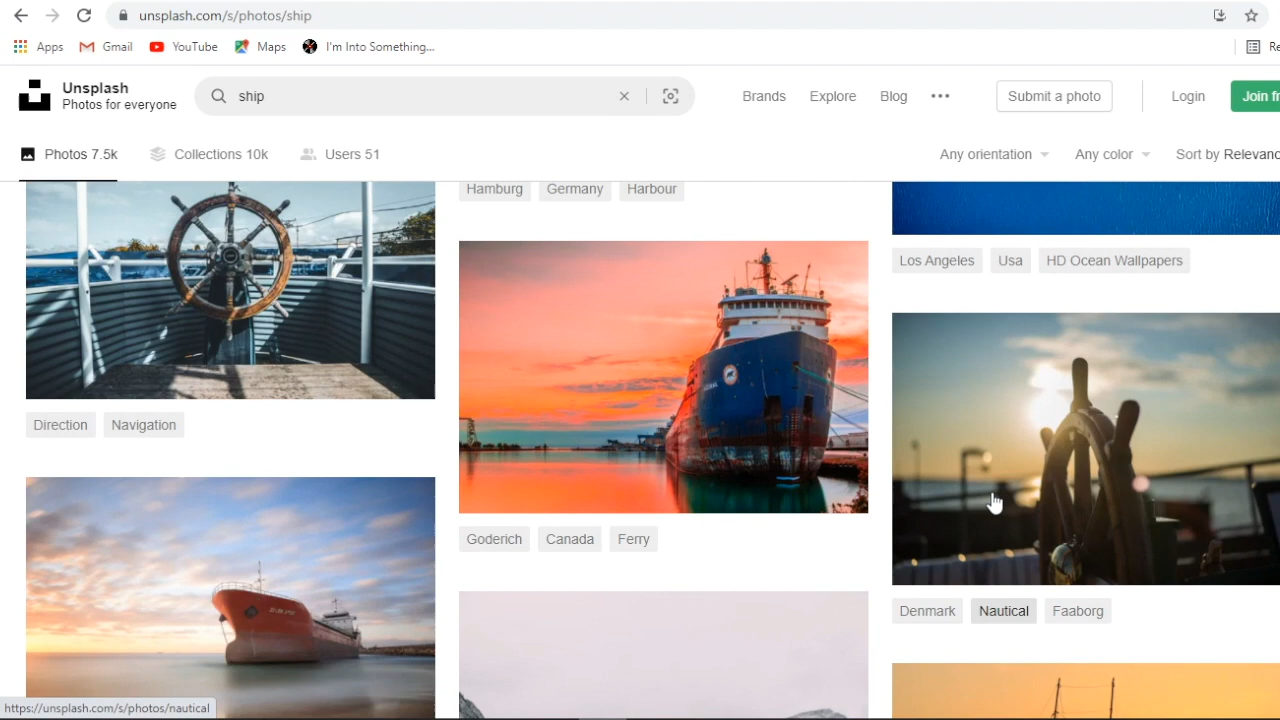 unsplash.com/s/photos/ship
Apps Gmail YouTube Maps I'm Into Something... Re
Unsplash
Photos for everyone
ship
Brands Explore Blog ••• Submit a photo Login Join fr
Photos 7.5k Collections 10k Users 51 Any orientation Any color Sort by Relevanc
Hamburg Germany Harbour
Los Angeles Usa HD Ocean Wallpapers
Direction Navigation
Goderich Canada Ferry
Denmark Nautical Faaborg
https://unsplash.com/s/photos/nautical